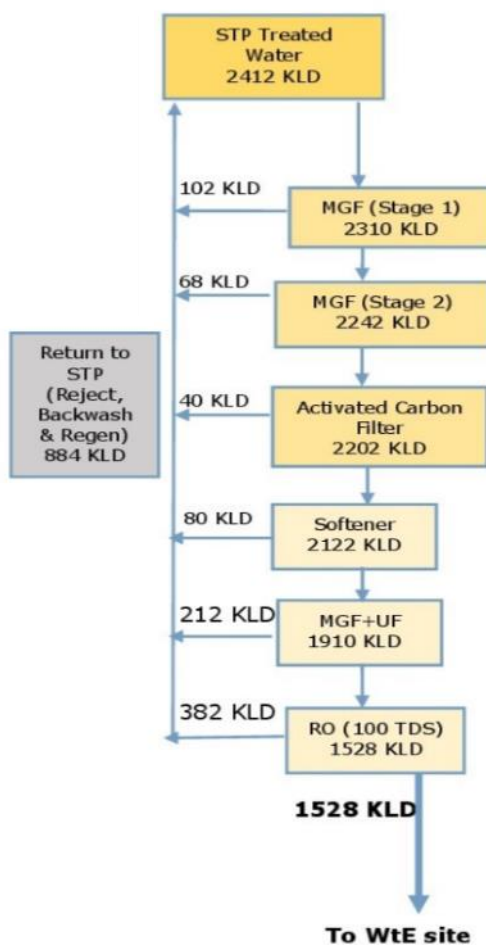 STP Treated
Water
2412 KLD
102 KLD
MGF (Stage 1)
2310 KLD
68 KLD
MGF (Stage 2)
2242 KLD
Return to
STP
(Reject,
Backwash
& Regen)
884 KLD
40 KLD
Activated Carbon
Filter
2202 KLD
80 KLD
Softener
2122 KLD
212 KLD
MGF+UF
1910 KLD
382 KLD
RO (100 TDS)
1528 KLD
1528 KLD
To WtE site